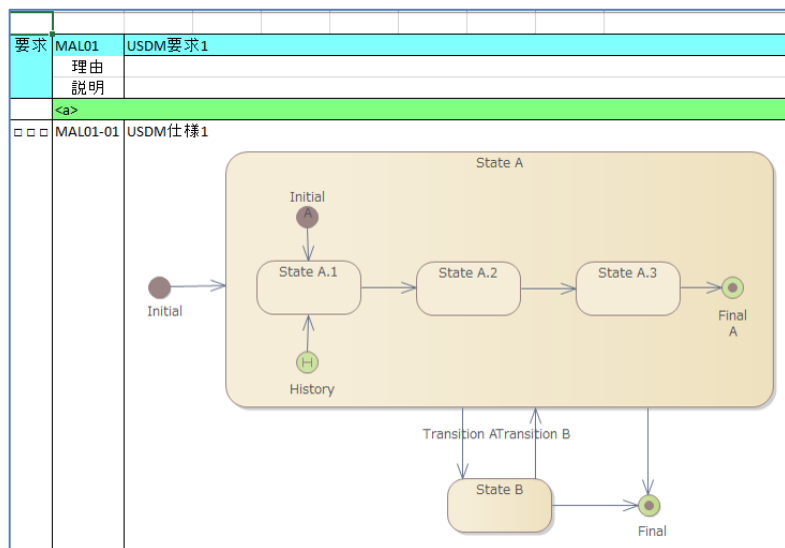 要求 MAL01 USDM要求1
理由
説明
<a>
□□□ MAL01-01 USDM仕様1
State A
Initial
A
State A.1 State A.2 State A.3
Initial
Final
A
H
History
Transition A Transition B
State B
Final